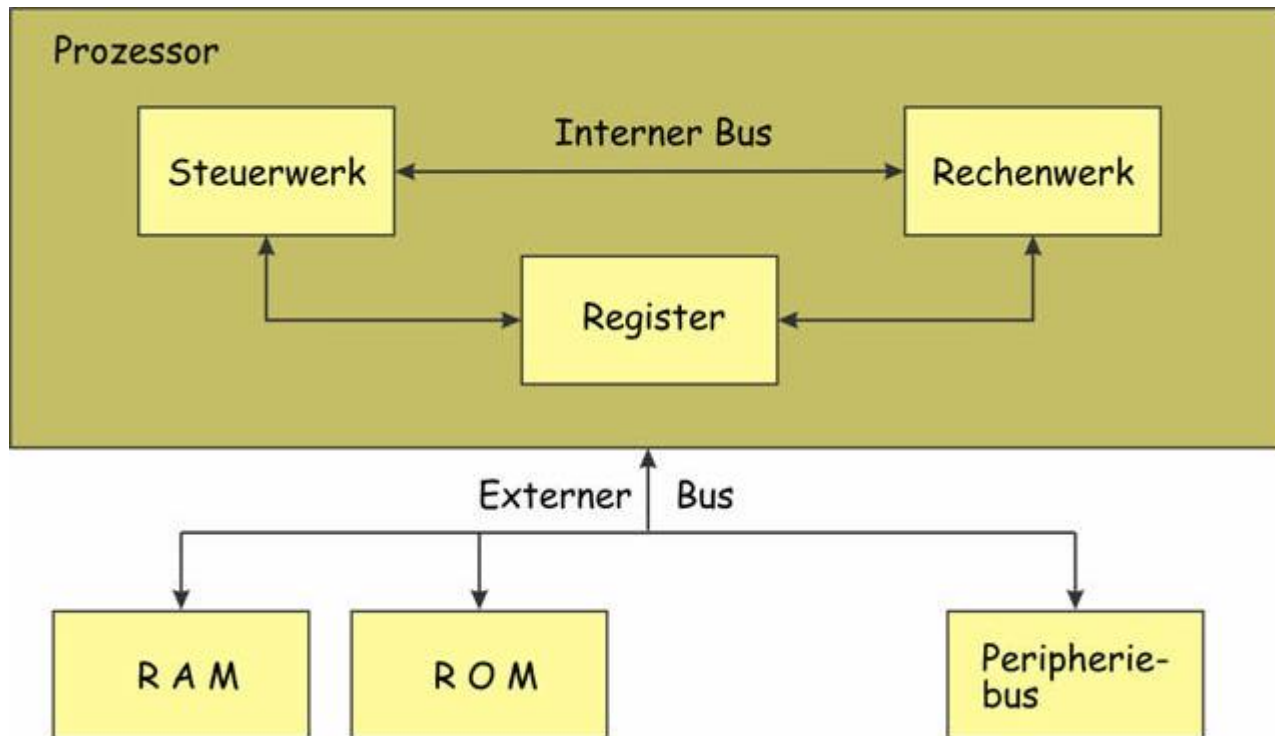 Prozessor
Interner Bus
Steuerwerk
Rechenwerk
Register
Externer Bus
R A M
R O M
Peripherie-
bus